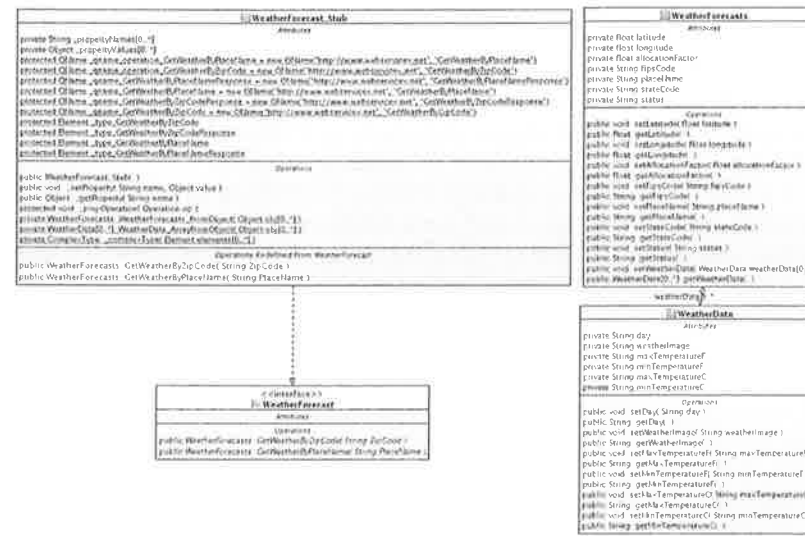 WeatherForecast_Stub
Attributes
private String _propertyNames[0..*]
private Object _propertyValues[0..*]
protected QName _qname_operation_GetWeatherByPlaceName = new QName("http://www.webservicex.net", "GetWeatherByPlaceName")
protected QName _qname_operation_GetWeatherByZipCode = new QName("http://www.webservicex.net", "GetWeatherByZipCode")
protected QName _qname_GetWeatherByPlaceNameResponse = new QName("http://www.webservicex.net", "GetWeatherByPlaceNameResponse")
protected QName _qname_GetWeatherByPlaceName = new QName("http://www.webservicex.net", "GetWeatherByPlaceName")
protected QName _qname_GetWeatherByZipCodeResponse = new QName("http://www.webservicex.net", "GetWeatherByZipCodeResponse")
protected QName _qname_GetWeatherByZipCode = new QName("http://www.webservicex.net", "GetWeatherByZipCode")
protected Element _type_GetWeatherByZipCode
protected Element _type_GetWeatherByZipCodeResponse
protected Element _type_GetWeatherByPlaceName
protected Element _type_GetWeatherByPlaceNameResponse
Operations
public WeatherForecast_Stub( )
public void _setProperty( String name, Object value )
public Object _getProperty( String name )
protected void _prepOperation( Operation op )
private WeatherForecasts WeatherForecasts_fromObject( Object obj[0..*] )
private WeatherData[0..*] WeatherData_ArrayfromObject( Object obj[0..*] )
private ComplexType _complexType( Element elements[0..*] )
Operations Redefined From WeatherForecast
public WeatherForecasts GetWeatherByZipCode( String ZipCode )
public WeatherForecasts GetWeatherByPlaceName( String PlaceName )
<<interface>>
WeatherForecast
Attributes
Operations
public WeatherForecasts GetWeatherByZipCode( String ZipCode )
public WeatherForecasts GetWeatherByPlaceName( String PlaceName )
WeatherForecasts
Attributes
private float latitude
private float longitude
private float allocationFactor
private String fipsCode
private String placeName
private String stateCode
private String status
Operations
public void setLatitude( float latitude )
public float getLatitude( )
public void setLongitude( float longitude )
public float getLongitude( )
public void setAllocationFactor( float allocationFactor )
public float getAllocationFactor( )
public void setFipsCode( String fipsCode )
public String getFipsCode( )
public void setPlaceName( String placeName )
public String getPlaceName( )
public void setStateCode( String stateCode )
public String getStateCode( )
public void setStatus( String status )
public String getStatus( )
public void setWeatherData( WeatherData weatherData[0
public WeatherData[0..*] getWeatherData( )
weatherData *
WeatherData
Attributes
private String day
private String weatherImage
private String maxTemperatureF
private String minTemperatureF
private String maxTemperatureC
private String minTemperatureC
Operations
public void setDay( String day )
public String getDay( )
public void setWeatherImage( String weatherImage )
public String getWeatherImage( )
public void setMaxTemperatureF( String maxTemperatureF
public String getMaxTemperatureF( )
public void setMinTemperatureF( String minTemperatureF
public String getMinTemperatureF( )
public void setMaxTemperatureC( String maxTemperatureC
public String getMaxTemperatureC( )
public void setMinTemperatureC( String minTemperatureC
public String getMinTemperatureC( )